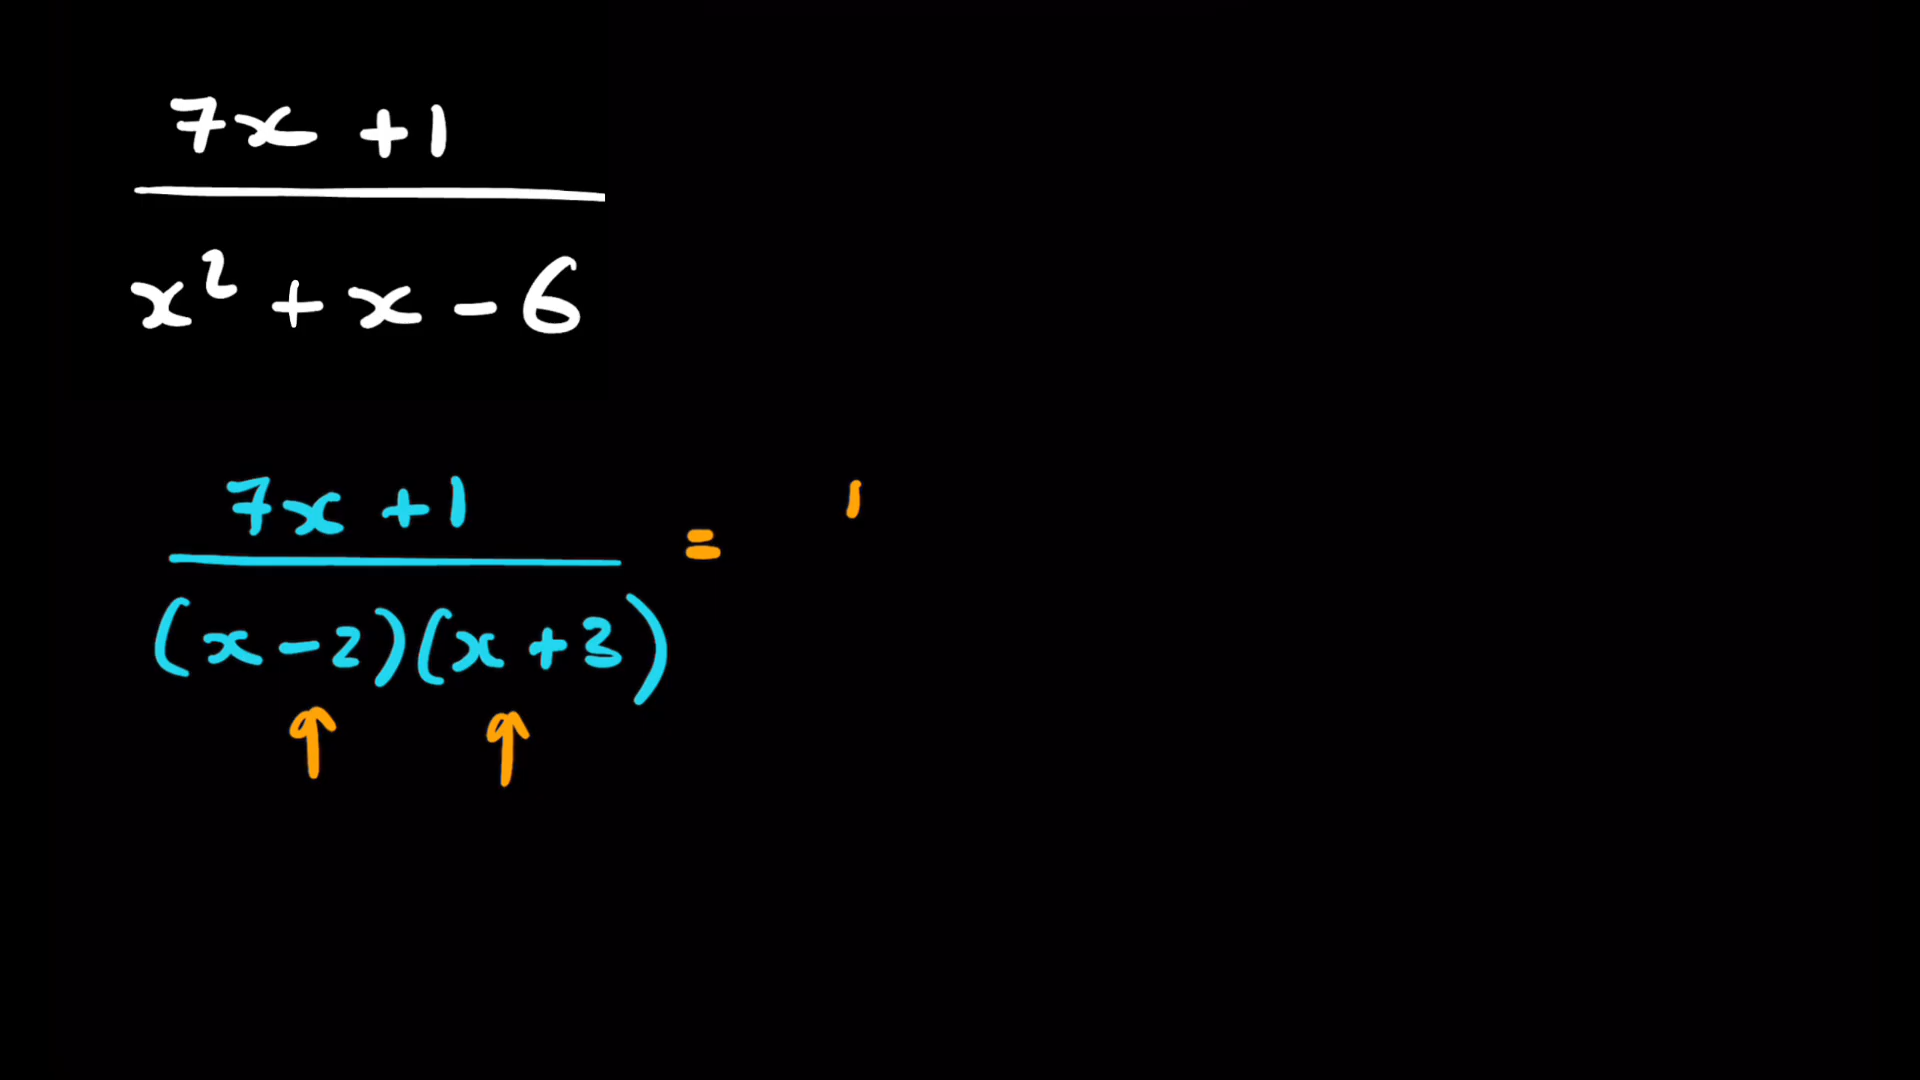 7x + 1
x² + x - 6
7x + 1
(x - 2)(x + 3)
=